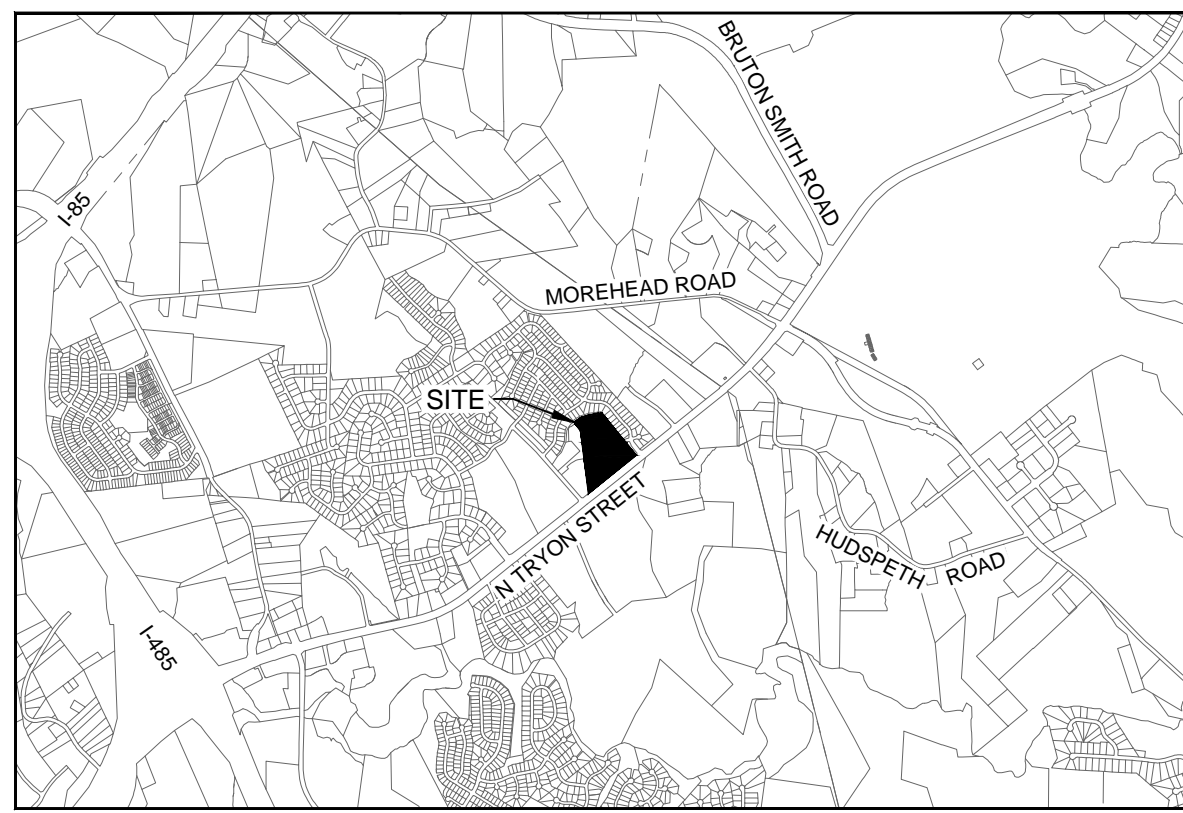 BRUTON SMITH ROAD
I-85
MOREHEAD ROAD
SITE
N TRYON STREET
HUDSPETH ROAD
I-485